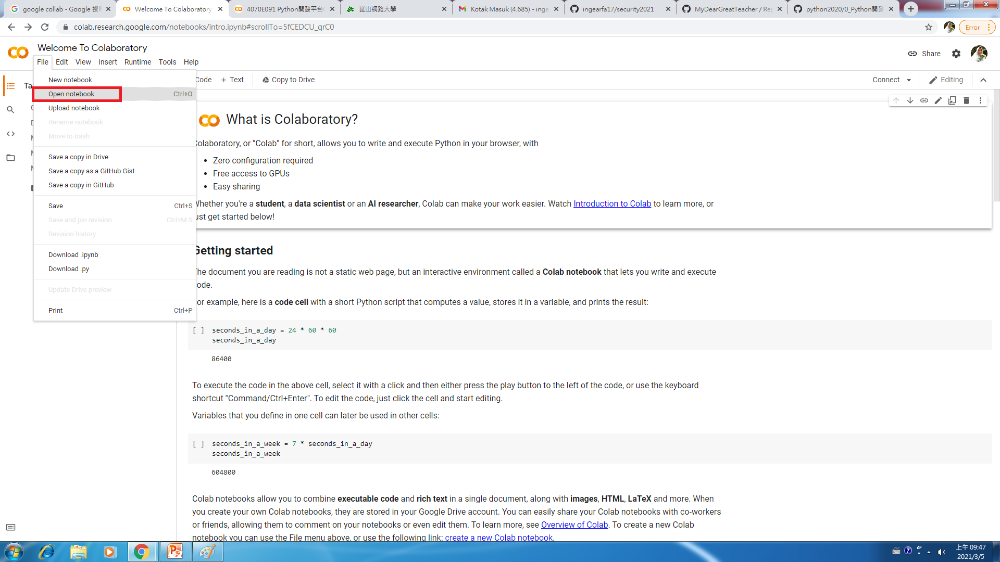 google collab - Google 搜
Welcome To Colaboratory
4070E091 Python開發平台
崑山網路大學
Kotak Masuk (4.685) - inge
ingearfa17/security2021
MyDearGreatTeacher / Re
python2020/0_Python開發
colab.research.google.com/notebooks/intro.ipynb#scrollTo=5fCEDCU_qrC0
Error
Welcome To Colaboratory
File Edit View Insert Runtime Tools Help
Share
Code + Text Copy to Drive
Connect Editing
Ta
New notebook
Open notebook Ctrl+O
Upload notebook
Rename notebook
Move to trash
Save a copy in Drive
Save a copy as a GitHub Gist
Save a copy in GitHub
Save Ctrl+S
Save and pin revision Ctrl+M S
Revision history
Download .ipynb
Download .py
Update Drive preview
Print Ctrl+P
CO What is Colaboratory?
olaboratory, or "Colab" for short, allows you to write and execute Python in your browser, with
• Zero configuration required
• Free access to GPUs
• Easy sharing
Whether you're a student, a data scientist or an AI researcher, Colab can make your work easier. Watch Introduction to Colab to learn more, or
ust get started below!
Getting started
The document you are reading is not a static web page, but an interactive environment called a Colab notebook that lets you write and execute
ode.
or example, here is a code cell with a short Python script that computes a value, stores it in a variable, and prints the result:
[ ] seconds_in_a_day = 24 * 60 * 60
seconds_in_a_day
86400
To execute the code in the above cell, select it with a click and then either press the play button to the left of the code, or use the keyboard
shortcut "Command/Ctrl+Enter". To edit the code, just click the cell and start editing.
Variables that you define in one cell can later be used in other cells:
[ ] seconds_in_a_week = 7 * seconds_in_a_day
seconds_in_a_week
604800
Colab notebooks allow you to combine executable code and rich text in a single document, along with images, HTML, LaTeX and more. When
you create your own Colab notebooks, they are stored in your Google Drive account. You can easily share your Colab notebooks with co-workers
or friends, allowing them to comment on your notebooks or even edit them. To learn more, see Overview of Colab. To create a new Colab
notebook you can use the File menu above, or use the following link: create a new Colab notebook.
上午 09:47
2021/3/5